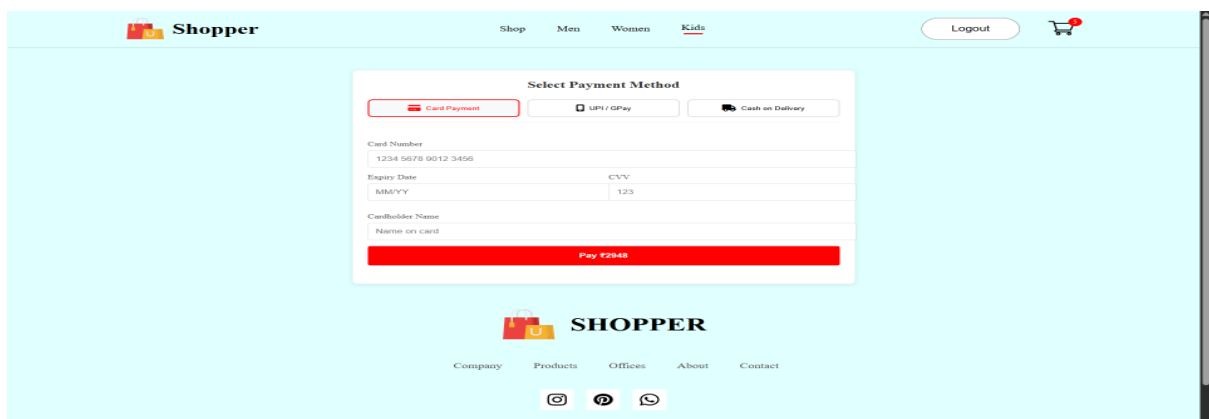 Shopper
Shop Men Women Kids
Logout
5
Select Payment Method
Card Payment UPI / GPay Cash on Delivery
Card Number
1234 5678 9012 3456
Expiry Date CVV
MM/YY 123
Cardholder Name
Name on card
Pay ₹2948
SHOPPER
Company Products Offices About Contact